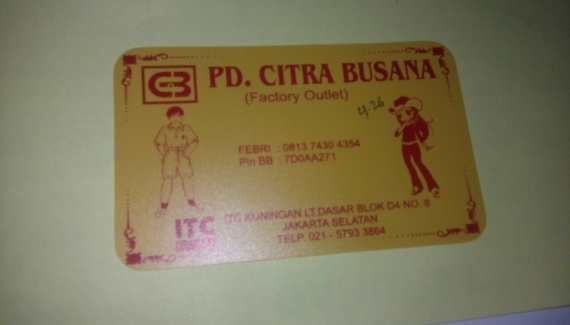 CB
PD. CITRA BUSANA
(Factory Outlet)
4-26
FEBRI : 0813 7430 4354
Pin BB : 7D0AA271
ITC
ITC KUNINGAN LT.DASAR BLOK D4 NO. 8
JAKARTA SELATAN
TELP. 021 - 5793 3864